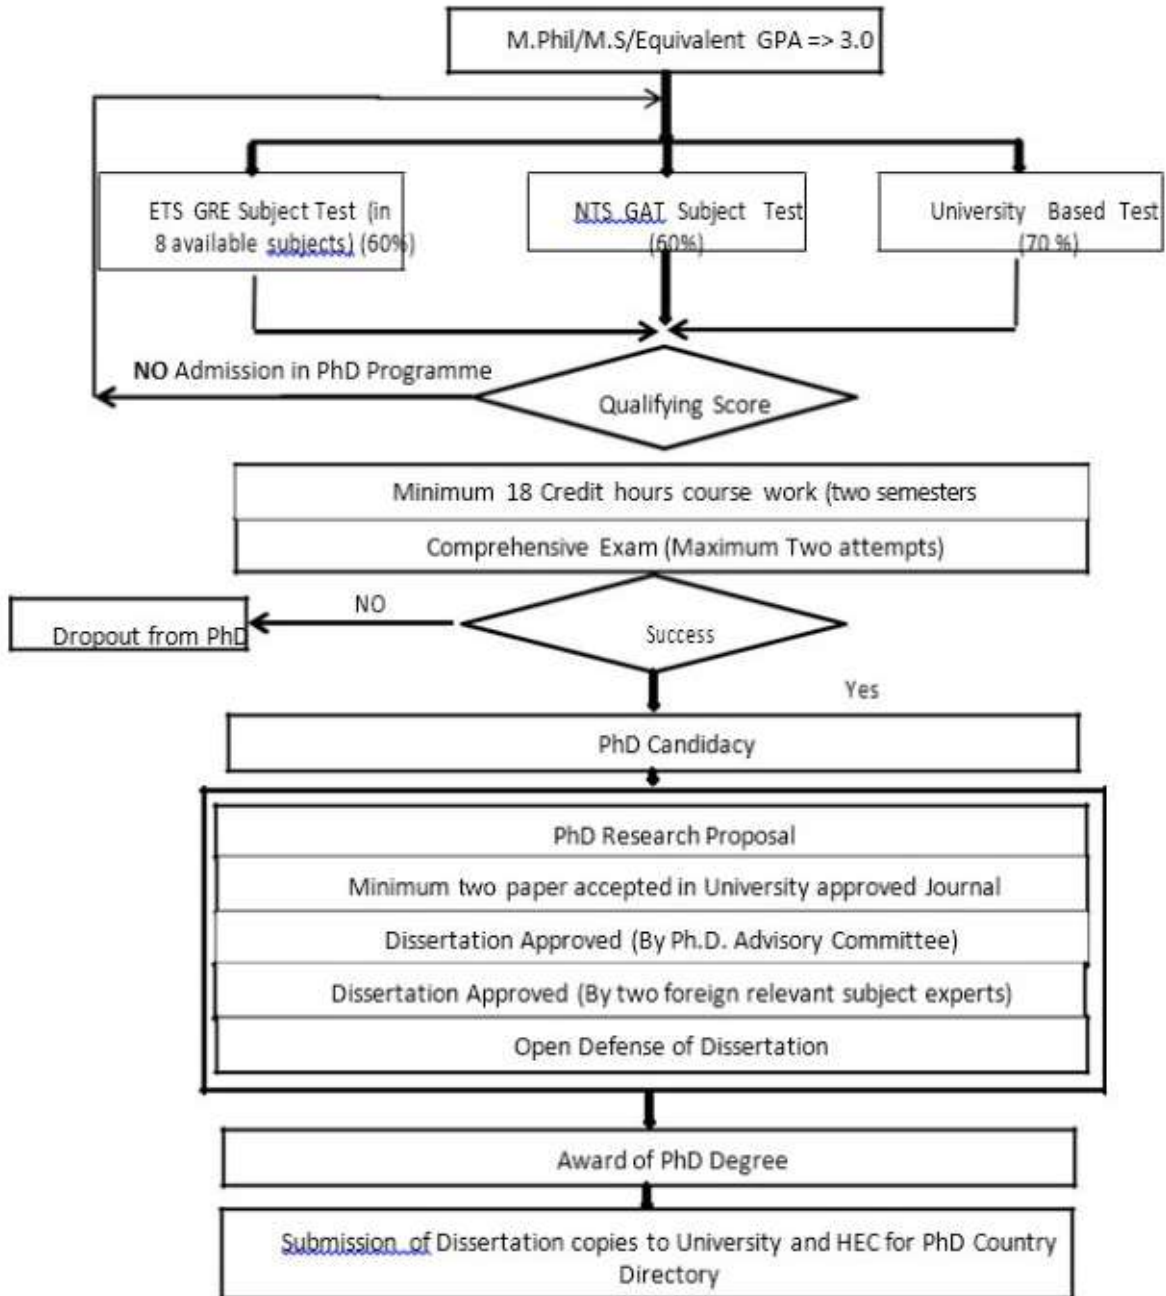 M.Phil/M.S/Equivalent GPA => 3.0
ETS GRE Subject Test (in
8 available subjects) (60%)
NTS GAT Subject Test
(60%)
University Based Test
(70 %)
NO Admission in PhD Programme
Qualifying Score
Minimum 18 Credit hours course work (two semesters
Comprehensive Exam (Maximum Two attempts)
NO
Dropout from PhD
Success
Yes
PhD Candidacy
PhD Research Proposal
Minimum two paper accepted in University approved Journal
Dissertation Approved (By Ph.D. Advisory Committee)
Dissertation Approved (By two foreign relevant subject experts)
Open Defense of Dissertation
Award of PhD Degree
Submission of Dissertation copies to University and HEC for PhD Country
Directory